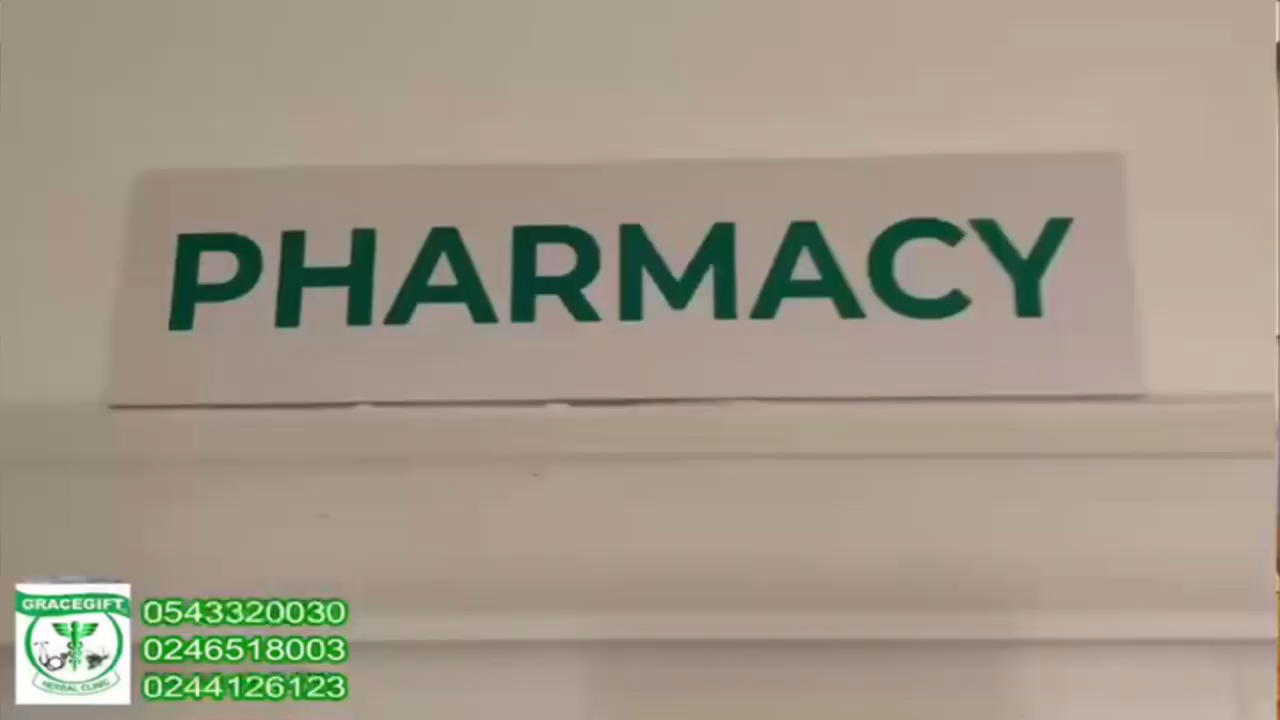 PHARMACY
GRACEGIFT
HERBAL CLINIC
0543320030
0246518003
0244126123